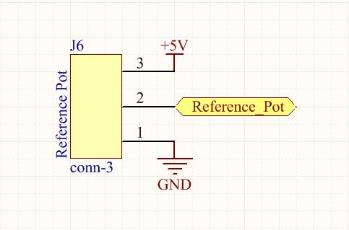 J6
+5V
3
Reference Pot
2
Reference_Pot
1
conn-3
GND